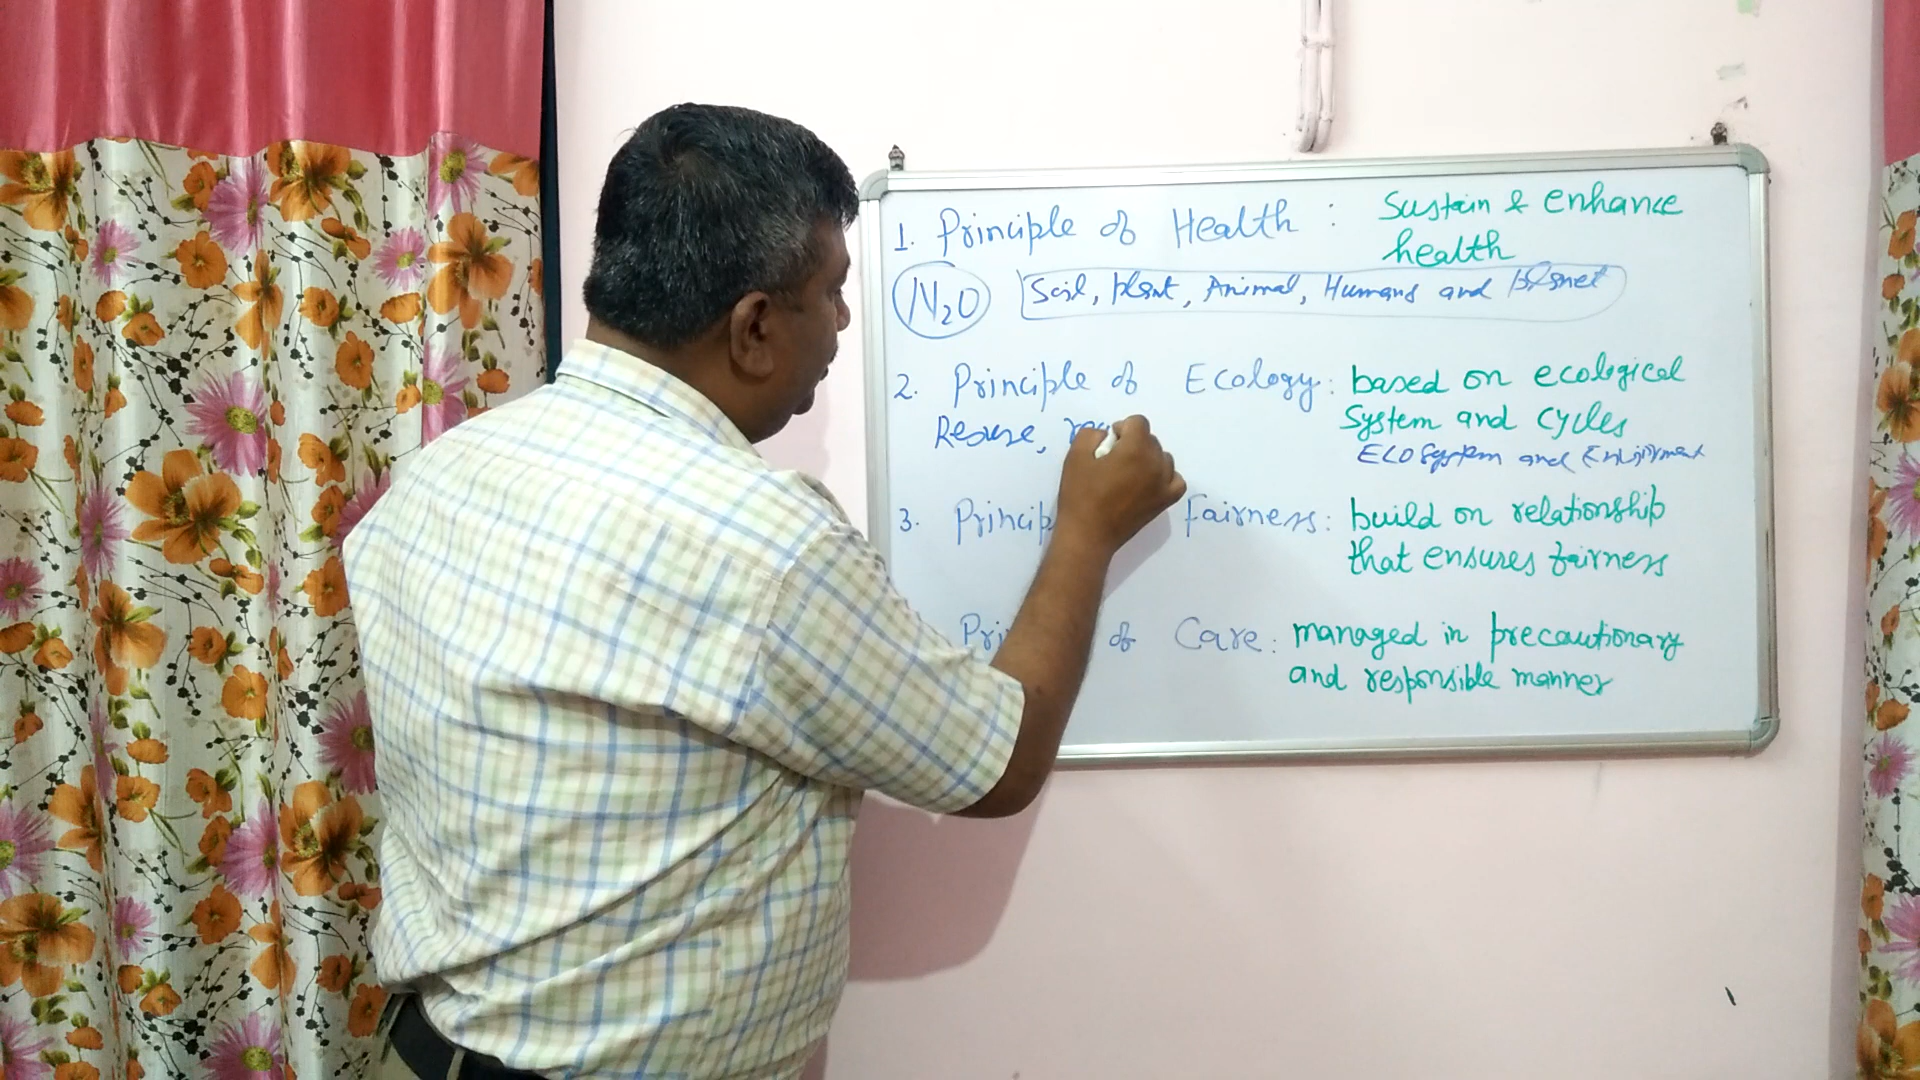 1. Principle of Health : Sustain & enhance
health
N2O Soil, plant, Animal, Humans and planet
2. Principle of Ecology : based on ecological
System and cycles
Reuse,
Ecosystem and
3. Fairness : build on relationship
that ensures fairness
of Care : managed in precautionary
and responsible manner